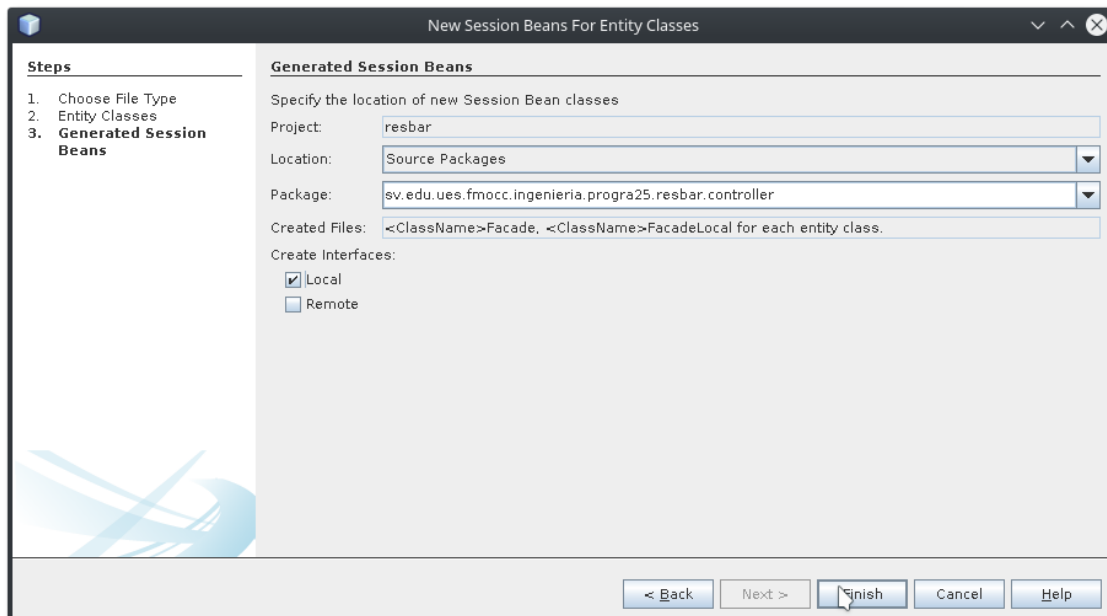 New Session Beans For Entity Classes
Steps
1. Choose File Type
2. Entity Classes
3. Generated Session
Beans
Generated Session Beans
Specify the location of new Session Bean classes
Project: resbar
Location: Source Packages
Package: sv.edu.ues.fmocc.ingenieria.progra25.resbar.controller
Created Files: <ClassName>Facade, <ClassName>FacadeLocal for each entity class.
Create Interfaces:
Local
Remote
< Back Next > Finish Cancel Help